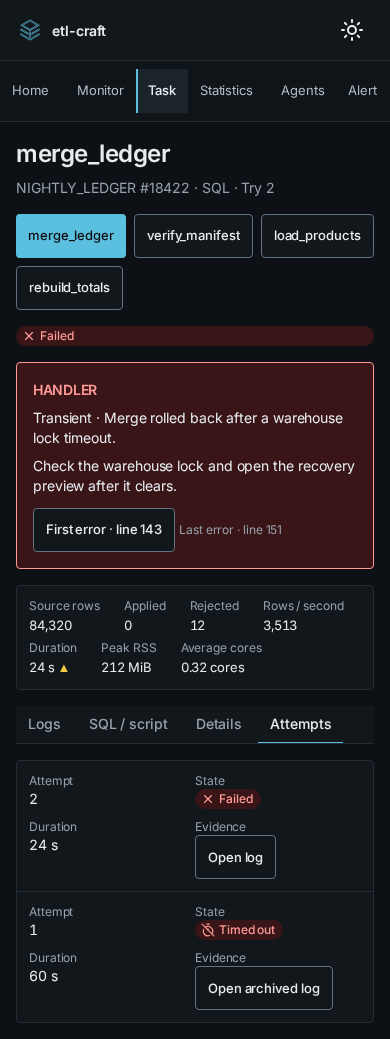 etl-craft
Home Monitor Task Statistics Agents Alert
merge_ledger
NIGHTLY_LEDGER #18422 · SQL · Try 2
merge_ledger verify_manifest load_products
rebuild_totals
Failed
HANDLER
Transient · Merge rolled back after a warehouse
lock timeout.
Check the warehouse lock and open the recovery
preview after it clears.
First error · line 143 Last error · line 151
Source rows Applied Rejected Rows / second
84,320 0 12 3,513
Duration Peak RSS Average cores
24 s ▲ 212 MiB 0.32 cores
Logs SQL / script Details Attempts
Attempt State
2 Failed
Duration Evidence
24 s Open log
Attempt State
1 Timed out
Duration Evidence
60 s Open archived log